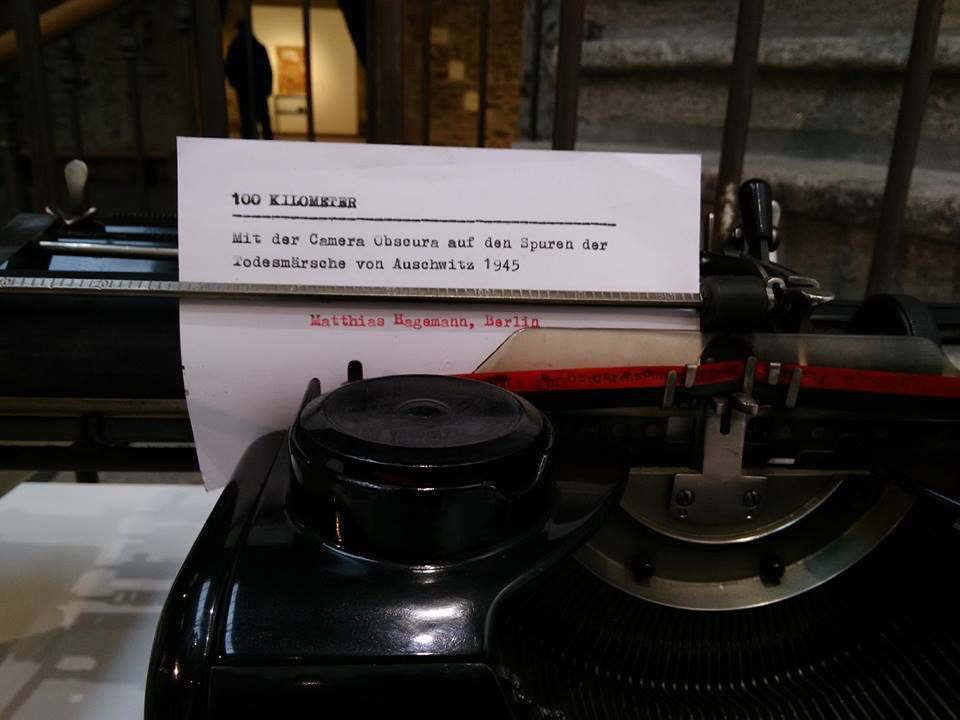 100 KILOMETER
Mit der Camera Obscura auf den Spuren der
Todesmärsche von Auschwitz 1945
Matthias Hagemann, Berlin